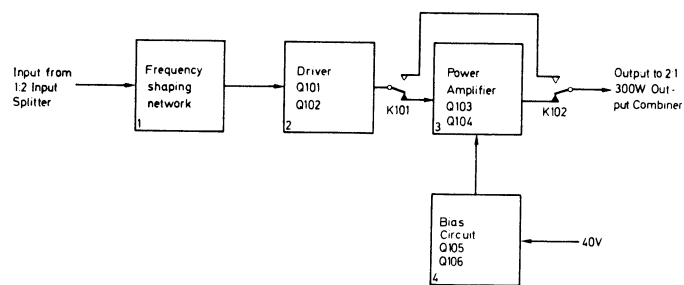 Input from
1:2 Input
Splitter
Frequency
shaping
network
1
Driver
Q101
Q102
2
K101
Power
Amplifier
Q103
Q104
3
K102
Output to 2:1
300W Out -
put Combiner
Bias
Circuit
Q105
Q106
4
40V